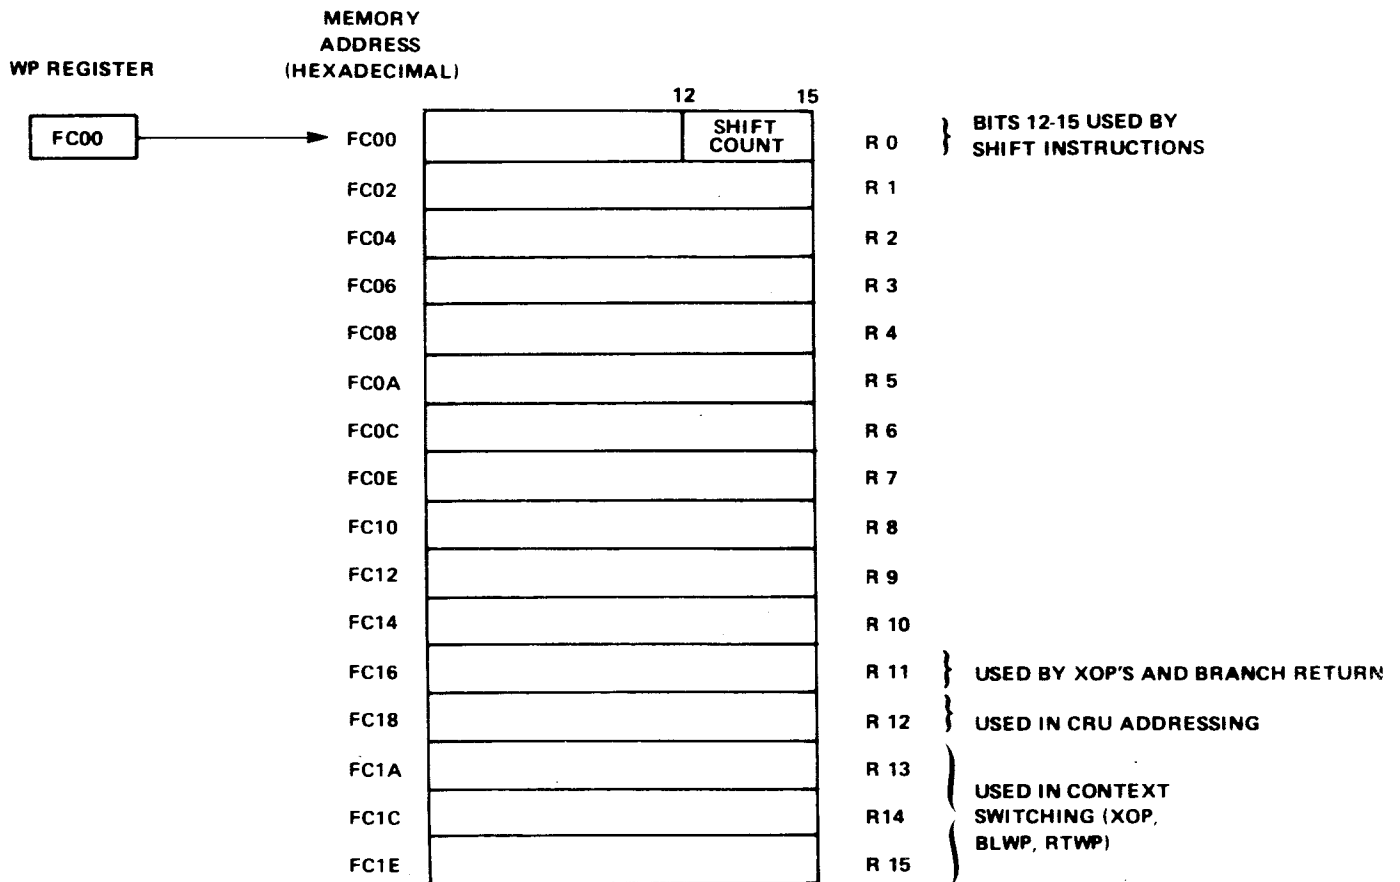 MEMORY
ADDRESS
WP REGISTER (HEXADECIMAL)
12 15
FC00 FC00 SHIFT COUNT R 0 } BITS 12-15 USED BY SHIFT INSTRUCTIONS
FC02 R 1
FC04 R 2
FC06 R 3
FC08 R 4
FC0A R 5
FC0C R 6
FC0E R 7
FC10 R 8
FC12 R 9
FC14 R 10
FC16 R 11 } USED BY XOP'S AND BRANCH RETURN
FC18 R 12 } USED IN CRU ADDRESSING
FC1A R 13
USED IN CONTEXT
FC1C R14 SWITCHING (XOP,
BLWP, RTWP)
FC1E R 15